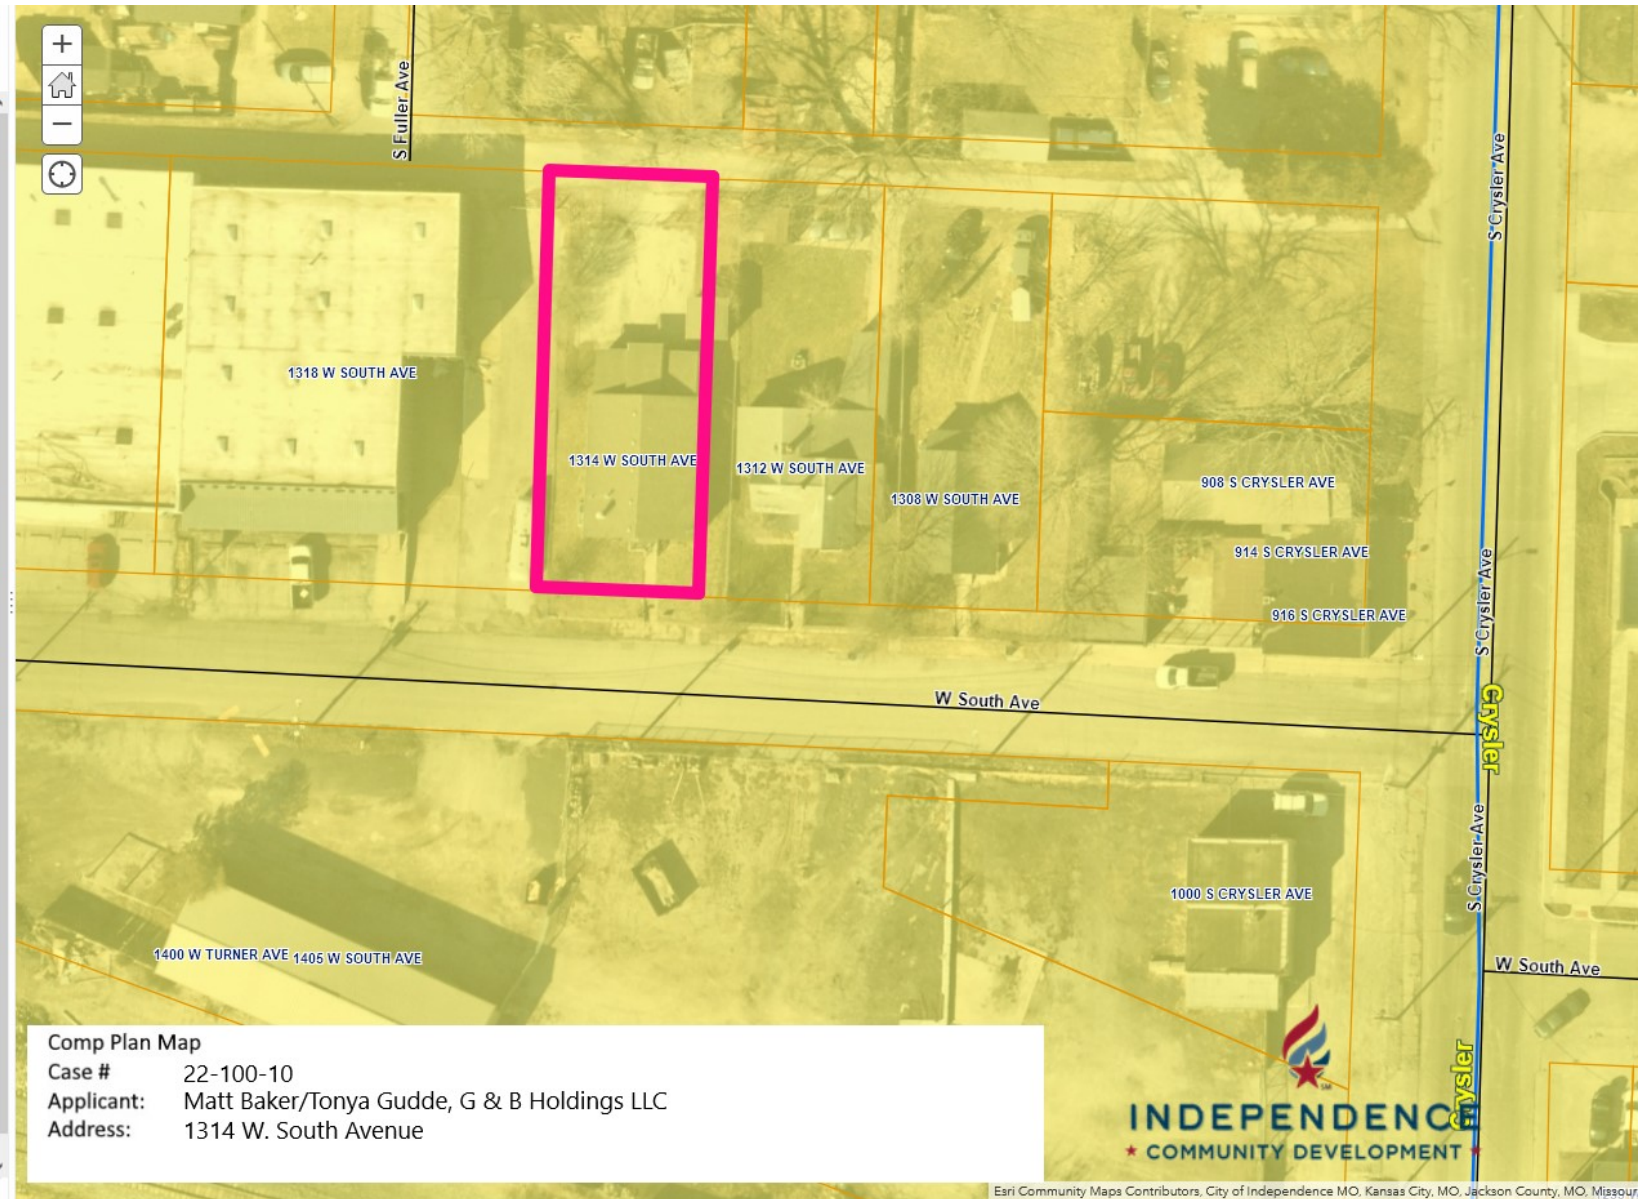 +
−
S Fuller Ave
S Crysler Ave
1318 W SOUTH AVE
1314 W SOUTH AVE
1312 W SOUTH AVE
1308 W SOUTH AVE
908 S CRYSLER AVE
914 S CRYSLER AVE
916 S CRYSLER AVE
S Crysler Ave
W South Ave
Crysler
S Crysler Ave
1000 S CRYSLER AVE
1400 W TURNER AVE
1405 W SOUTH AVE
W South Ave
Comp Plan Map
Case # 22-100-10
Applicant: Matt Baker/Tonya Gudde, G & B Holdings LLC
Address: 1314 W. South Avenue
Crysler
INDEPENDENCE
COMMUNITY DEVELOPMENT
SM
Esri Community Maps Contributors, City of Independence MO, Kansas City, MO, Jackson County, MO, Missour